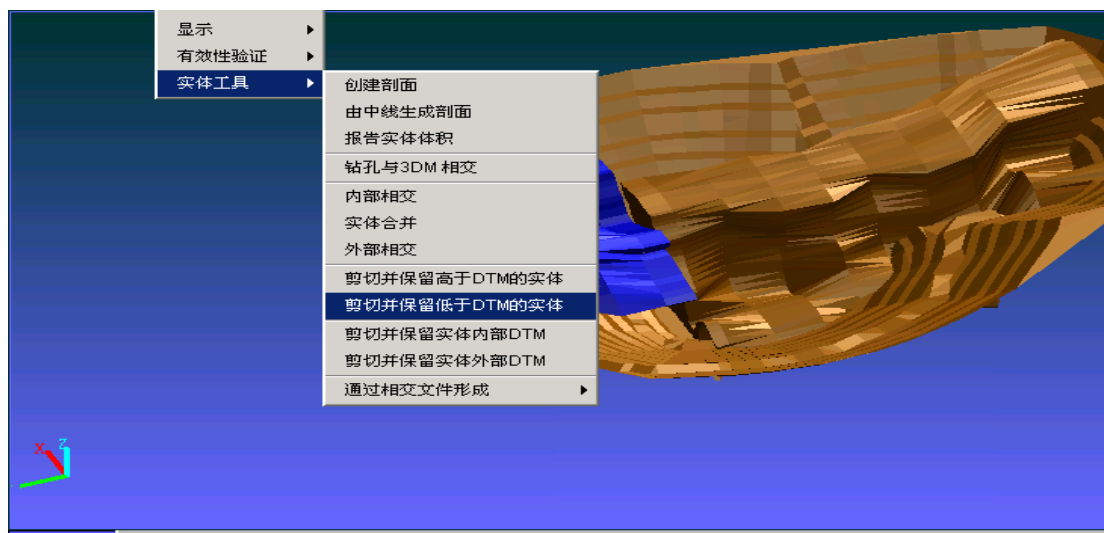 显示
有效性验证
实体工具
创建剖面
由中线生成剖面
报告实体体积
钻孔与3DM 相交
内部相交
实体合并
外部相交
剪切并保留高于DTM的实体
剪切并保留低于DTM的实体
剪切并保留实体内部DTM
剪切并保留实体外部DTM
通过相交文件形成
X
Z